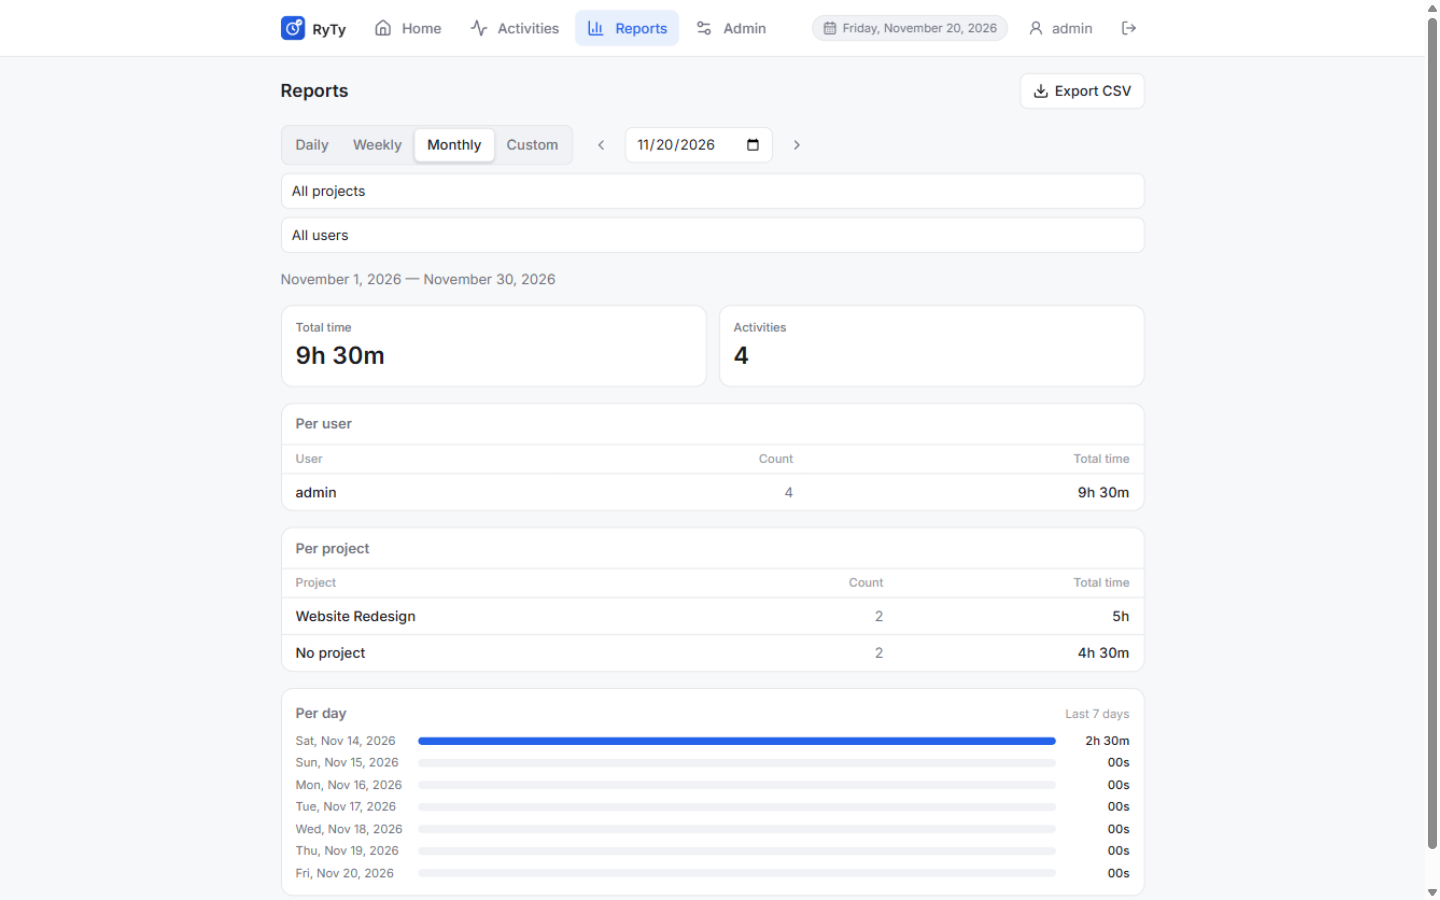 RyTy Home Activities Reports Admin Friday, November 20, 2026 admin
Reports Export CSV
Daily Weekly Monthly Custom 11/20/2026
All projects
All users
November 1, 2026 — November 30, 2026
Total time Activities
9h 30m 4
Per user
User Count Total time
admin 4 9h 30m
Per project
Project Count Total time
Website Redesign 2 5h
No project 2 4h 30m
Per day Last 7 days
Sat, Nov 14, 2026 2h 30m
Sun, Nov 15, 2026 00s
Mon, Nov 16, 2026 00s
Tue, Nov 17, 2026 00s
Wed, Nov 18, 2026 00s
Thu, Nov 19, 2026 00s
Fri, Nov 20, 2026 00s